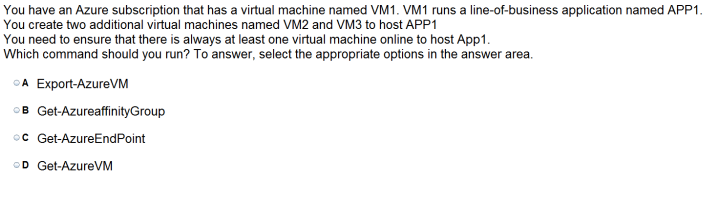 You have an Azure subscription that has a virtual machine named VM1. VM1 runs a line-of-business application named APP1.
You create two additional virtual machines named VM2 and VM3 to host APP1
You need to ensure that there is always at least one virtual machine online to host App1.
Which command should you run? To answer, select the appropriate options in the answer area.
A Export-AzureVM
B Get-AzureaffinityGroup
C Get-AzureEndPoint
D Get-AzureVM